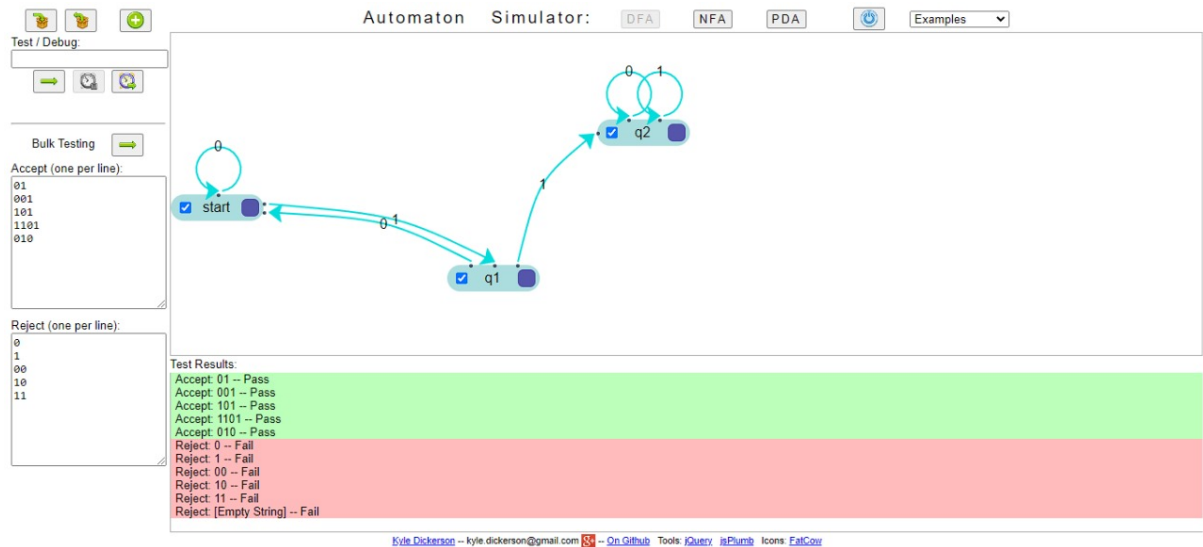 Automaton Simulator: DFA NFA PDA Examples
Test / Debug:
Bulk Testing
Accept (one per line):
01
001
101
1101
010
Reject (one per line):
0
1
00
10
11
0
start
0 1
q1
1
0 1
q2
Test Results:
Accept: 01 -- Pass
Accept: 001 -- Pass
Accept: 101 -- Pass
Accept: 1101 -- Pass
Accept: 010 -- Pass
Reject: 0 -- Fail
Reject: 1 -- Fail
Reject: 00 -- Fail
Reject: 10 -- Fail
Reject: 11 -- Fail
Reject: [Empty String] -- Fail
Kyle Dickerson -- kyle.dickerson@gmail.com g+ -- On Github Tools: jQuery jsPlumb Icons: FatCow